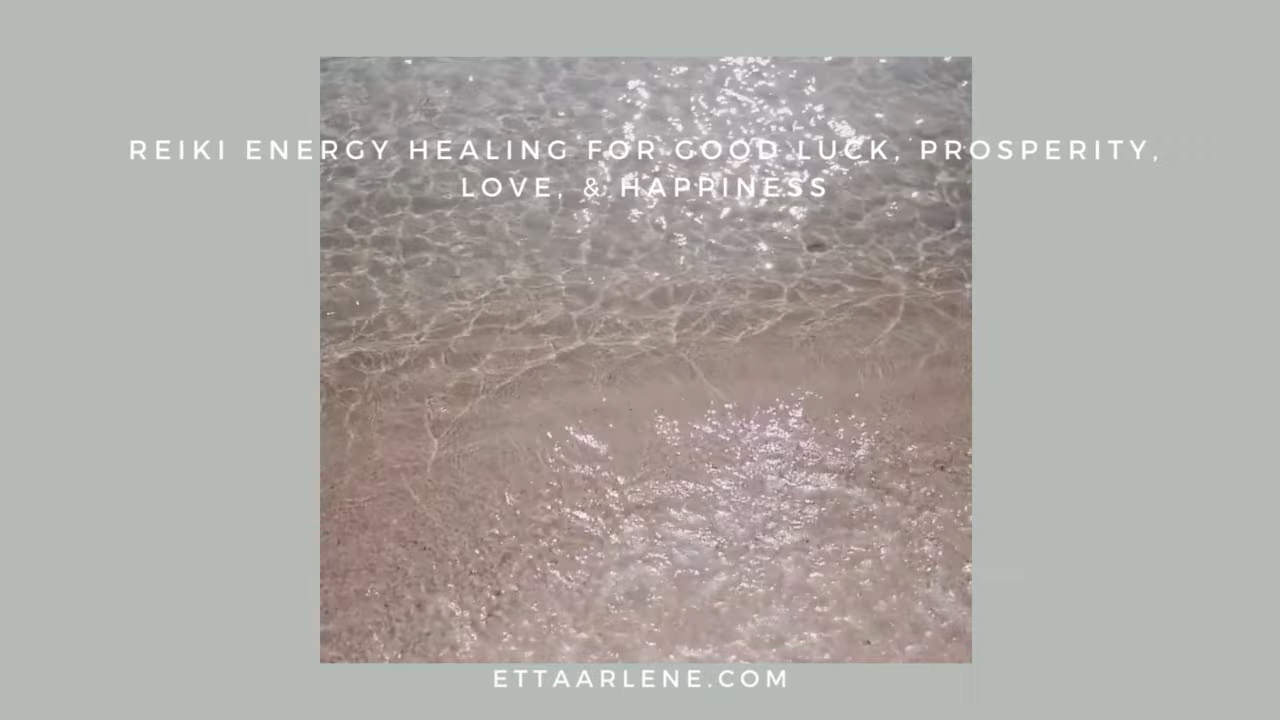 REIKI ENERGY HEALING FOR GOOD LUCK, PROSPERITY,
LOVE, & HAPPINESS
ETTAARLENE.COM